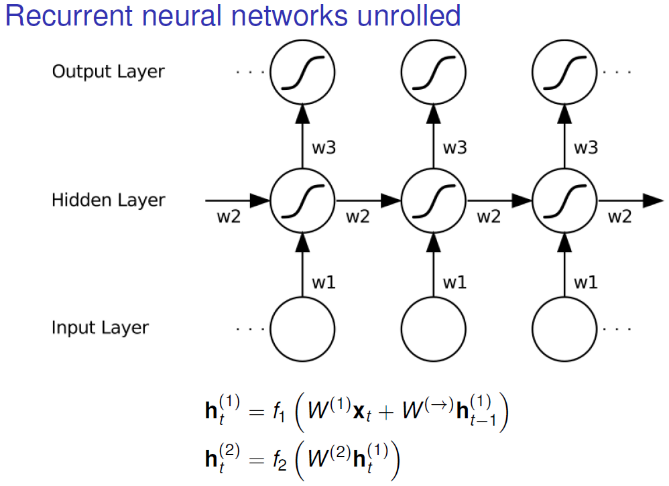 Recurrent neural networks unrolled
Output Layer
· · ·
· · ·
w3
w3
w3
Hidden Layer
w2
w2
w2
w2
w1
w1
w1
Input Layer
· · ·
· · ·
h_t^(1) = f_1 ( W^(1) x_t + W^(→) h_{t−1}^(1) )
h_t^(2) = f_2 ( W^(2) h_t^(1) )